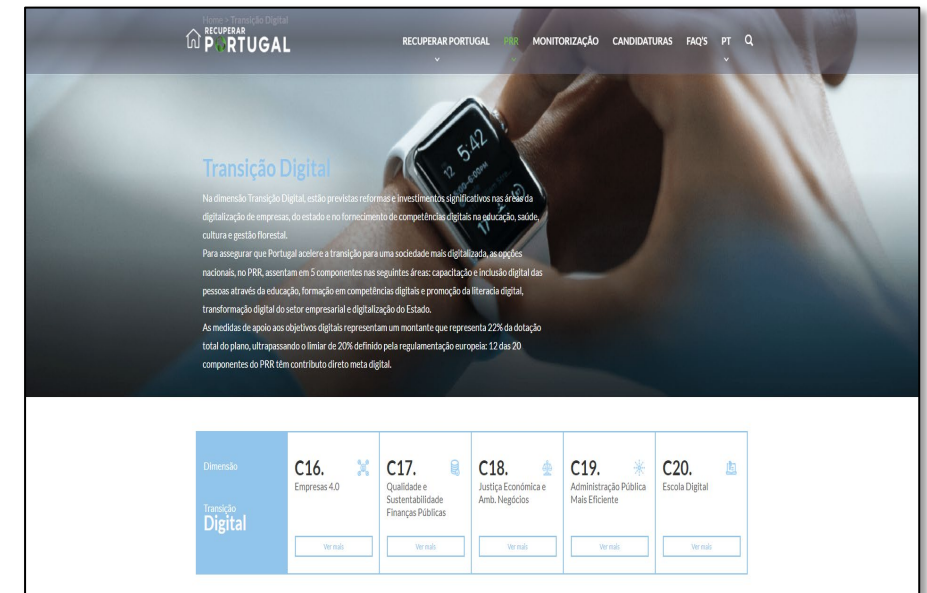 Home > Transição Digital
RECUPERAR
PORTUGAL
RECUPERAR PORTUGAL PRR MONITORIZAÇÃO CANDIDATURAS FAQ'S PT
5:42
Transição Digital
Na dimensão Transição Digital, estão previstas reformas e investimentos significativos nas áreas da
digitalização de empresas, do estado e no fornecimento de competências digitais na educação, saúde,
cultura e gestão florestal.
Para assegurar que Portugal acelere a transição para uma sociedade mais digitalizada, as opções
nacionais, no PRR, assentam em 5 componentes nas seguintes áreas: capacitação e inclusão digital das
pessoas através da educação, formação em competências digitais e promoção da literacia digital,
transformação digital do setor empresarial e digitalização do Estado.
As medidas de apoio aos objetivos digitais representam um montante que representa 22% da dotação
total do plano, ultrapassando o limiar de 20% definido pela regulamentação europeia: 12 das 20
componentes do PRR têm contributo direto meta digital.
Dimensão
Transição
Digital
C16.
Empresas 4.0
Ver mais
C17.
Qualidade e
Sustentabilidade
Finanças Públicas
Ver mais
C18.
Justiça Económica e
Amb. Negócios
Ver mais
C19.
Administração Pública
Mais Eficiente
Ver mais
C20.
Escola Digital
Ver mais